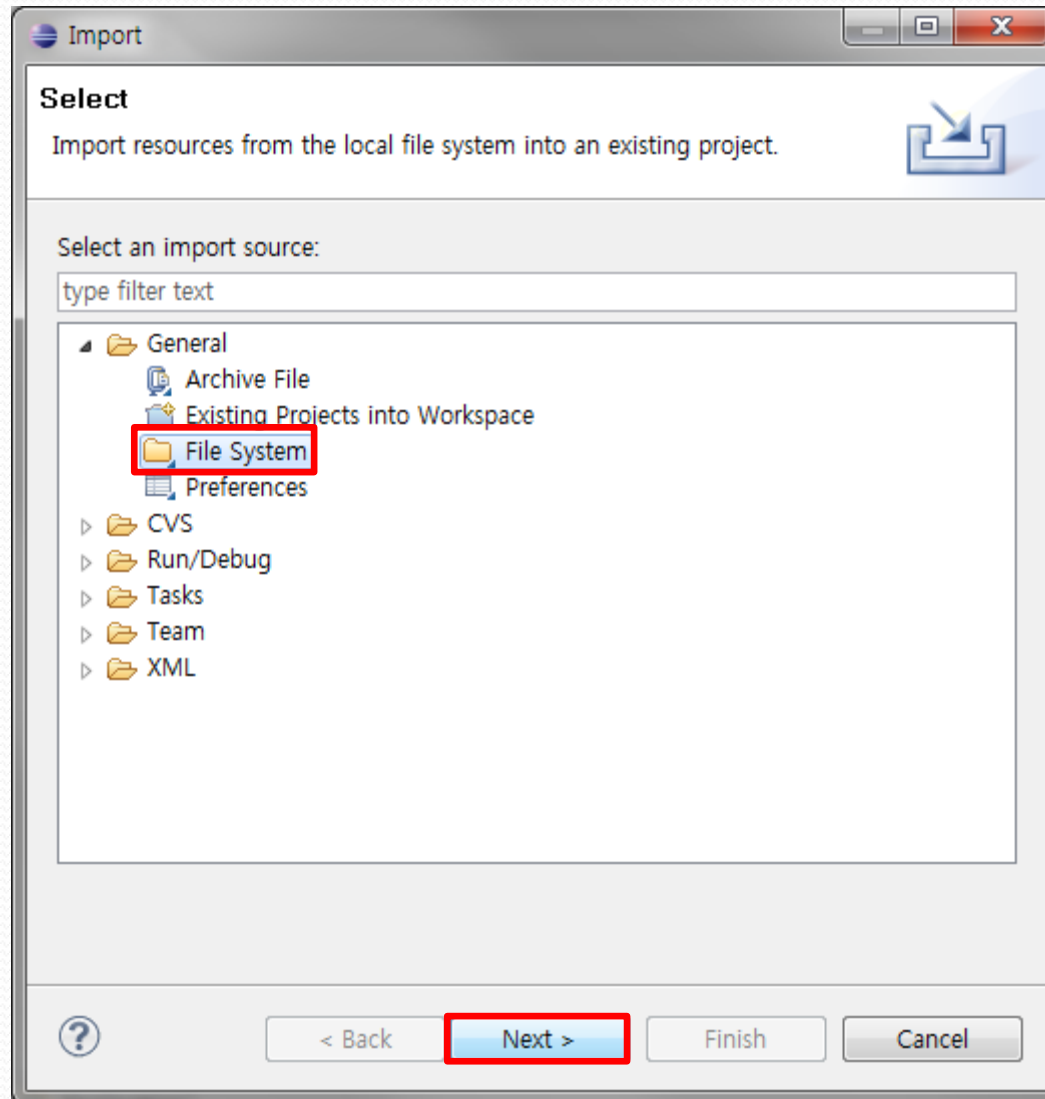 Import
Select
Import resources from the local file system into an existing project.
Select an import source:
type filter text
General
Archive File
Existing Projects into Workspace
File System
Preferences
CVS
Run/Debug
Tasks
Team
XML
? < Back Next > Finish Cancel